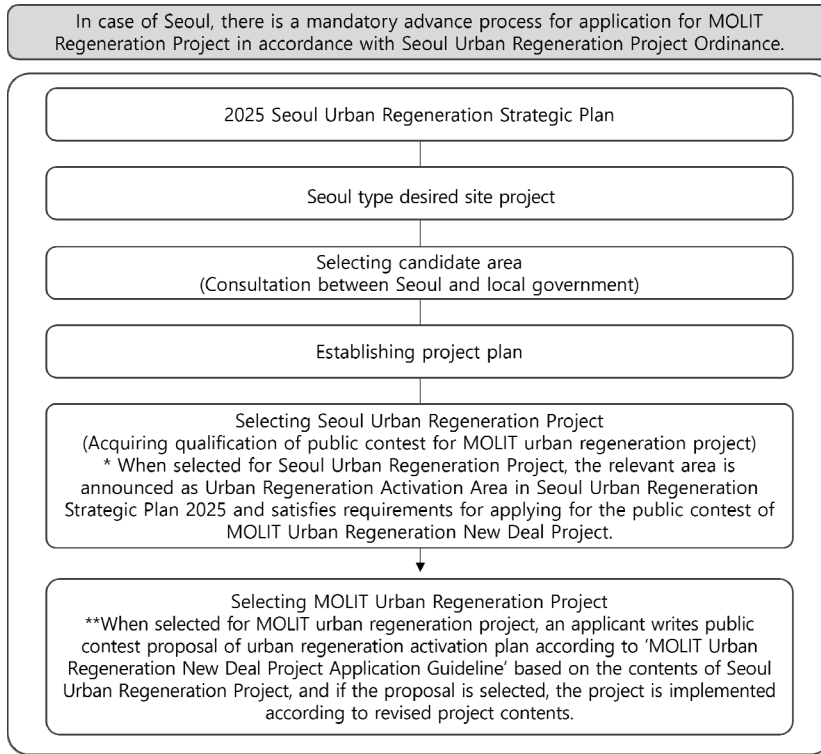 In case of Seoul, there is a mandatory advance process for application for MOLIT
Regeneration Project in accordance with Seoul Urban Regeneration Project Ordinance.
2025 Seoul Urban Regeneration Strategic Plan
Seoul type desired site project
Selecting candidate area
(Consultation between Seoul and local government)
Establishing project plan
Selecting Seoul Urban Regeneration Project
(Acquiring qualification of public contest for MOLIT urban regeneration project)
* When selected for Seoul Urban Regeneration Project, the relevant area is
announced as Urban Regeneration Activation Area in Seoul Urban Regeneration
Strategic Plan 2025 and satisfies requirements for applying for the public contest of
MOLIT Urban Regeneration New Deal Project.
Selecting MOLIT Urban Regeneration Project
**When selected for MOLIT urban regeneration project, an applicant writes public
contest proposal of urban regeneration activation plan according to ‘MOLIT Urban
Regeneration New Deal Project Application Guideline’ based on the contents of Seoul
Urban Regeneration Project, and if the proposal is selected, the project is implemented
according to revised project contents.